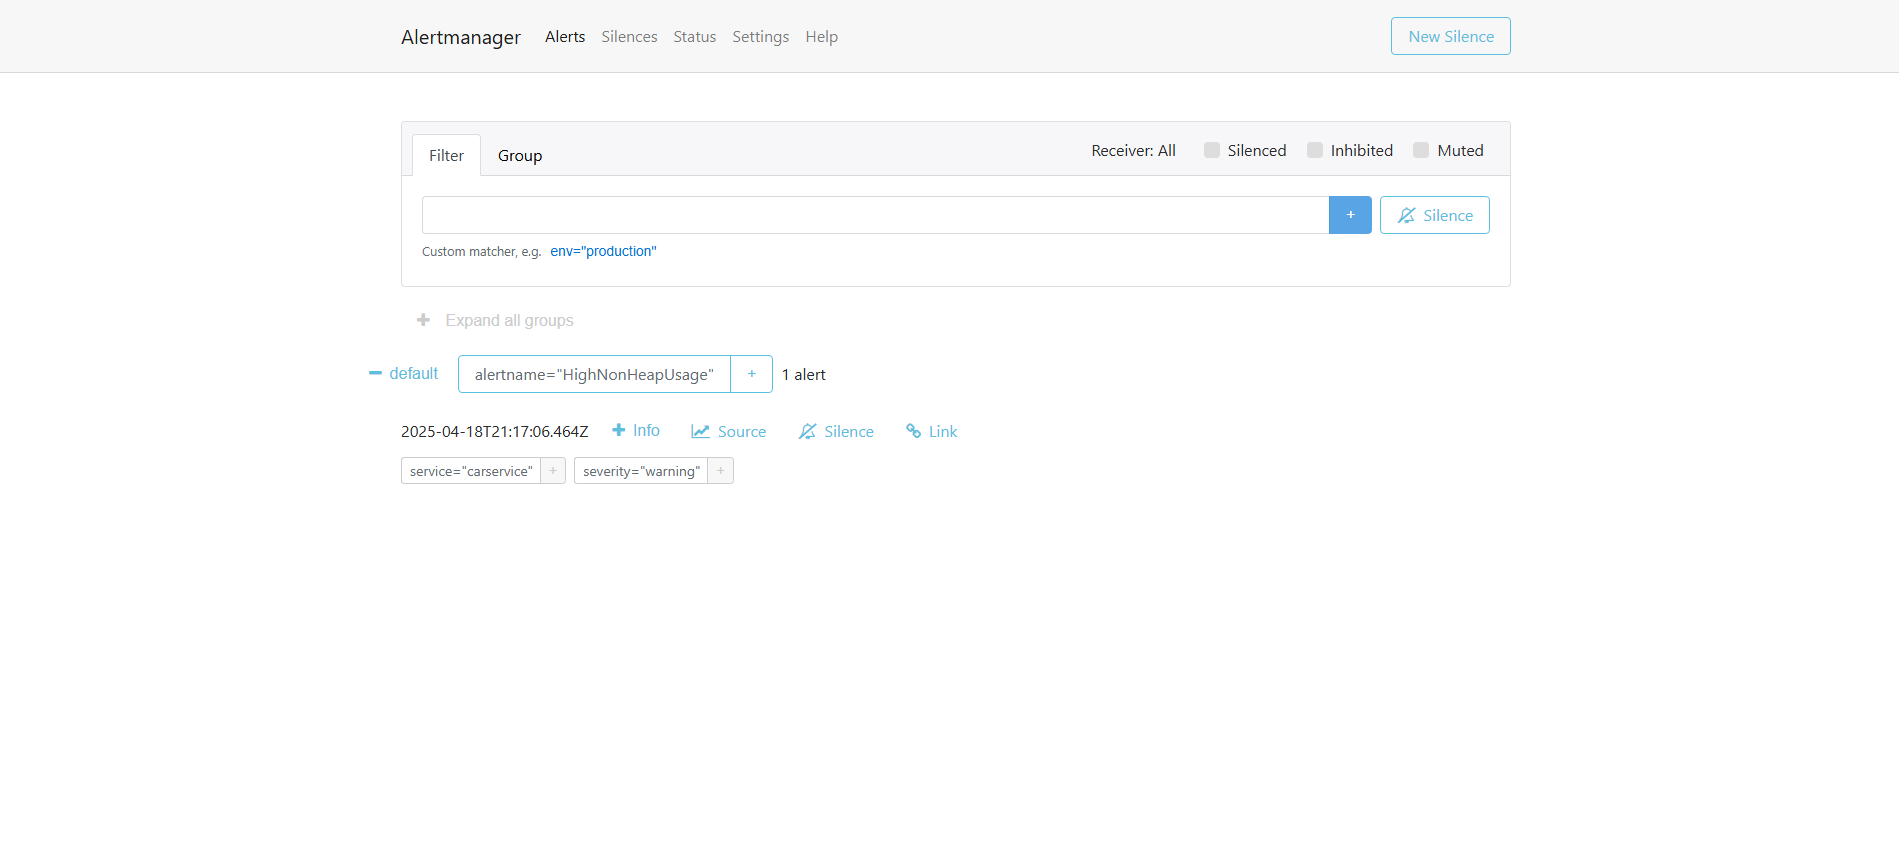 Alertmanager Alerts Silences Status Settings Help New Silence
Filter Group Receiver: All Silenced Inhibited Muted
+ Silence
Custom matcher, e.g. env="production"
+ Expand all groups
− default alertname="HighNonHeapUsage" + 1 alert
2025-04-18T21:17:06.464Z + Info Source Silence Link
service="carservice" + severity="warning" +